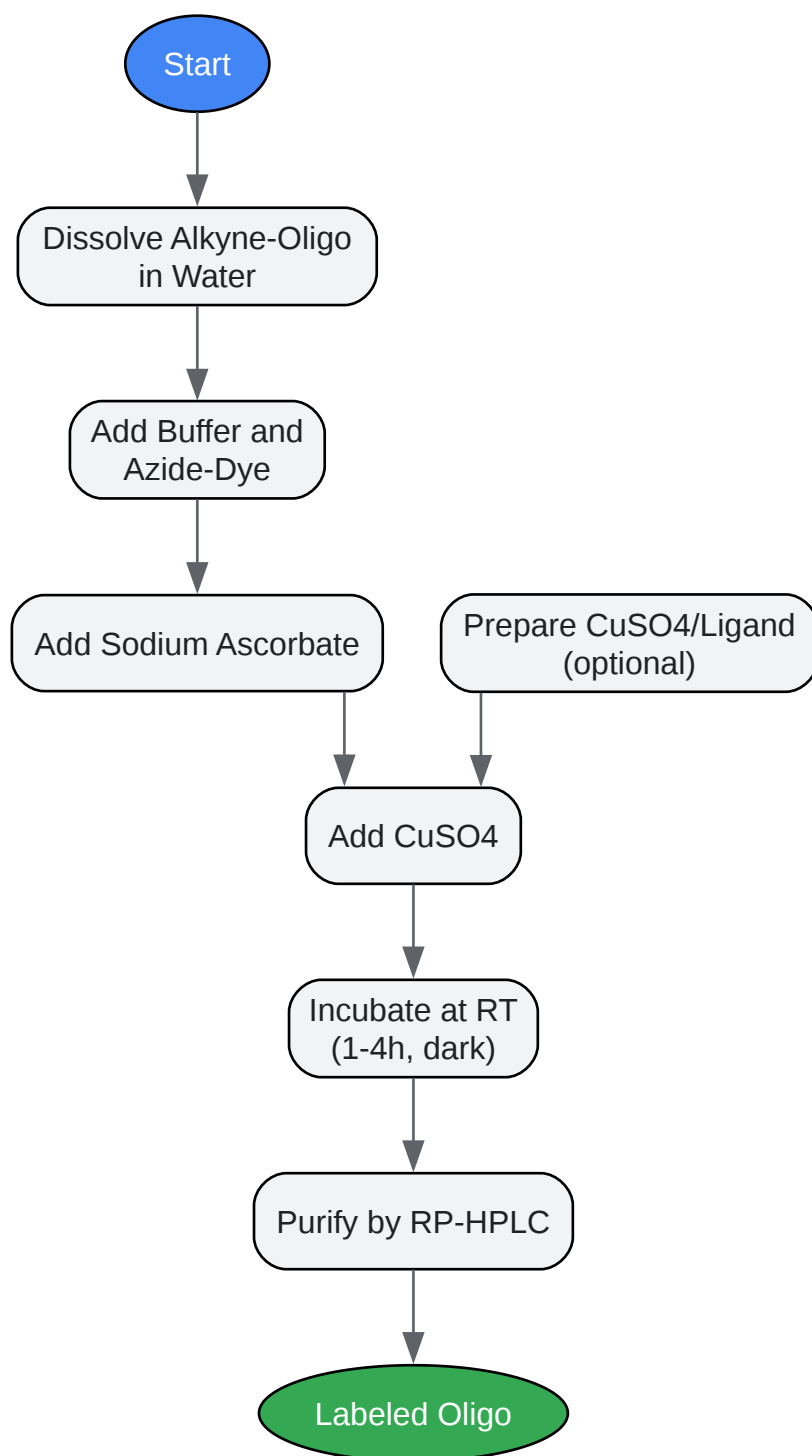 Start
Dissolve Alkyne-Oligo
in Water
Add Buffer and
Azide-Dye
Add Sodium Ascorbate
Prepare CuSO4/Ligand
(optional)
Add CuSO4
Incubate at RT
(1-4h, dark)
Purify by RP-HPLC
Labeled Oligo